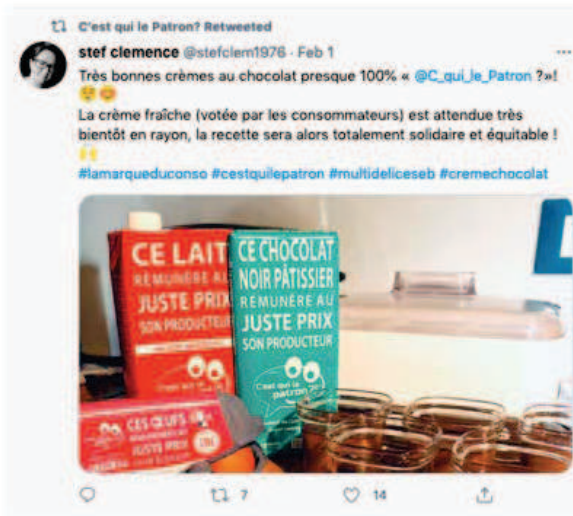 C'est qui le Patron? Retweeted
stef clemence @stefclem1976 · Feb 1
Très bonnes crèmes au chocolat presque 100% « @C_qui_le_Patron ?»!
La crème fraîche (votée par les consommateurs) est attendue très
bientôt en rayon, la recette sera alors totalement solidaire et équitable !
#lamarqueduconso #cestquilepatron #multideliceseb #cremechocolat
CE LAIT
RÉMUNÈRE AU
JUSTE PRIX
SON PRODUCTEUR
C'est qui le
CE CHOCOLAT
NOIR PÂTISSIER
RÉMUNÈRE AU
JUSTE PRIX
SON PRODUCTEUR
C'est qui le
patron
CES ŒUFS
JUSTE PRIX
7
14